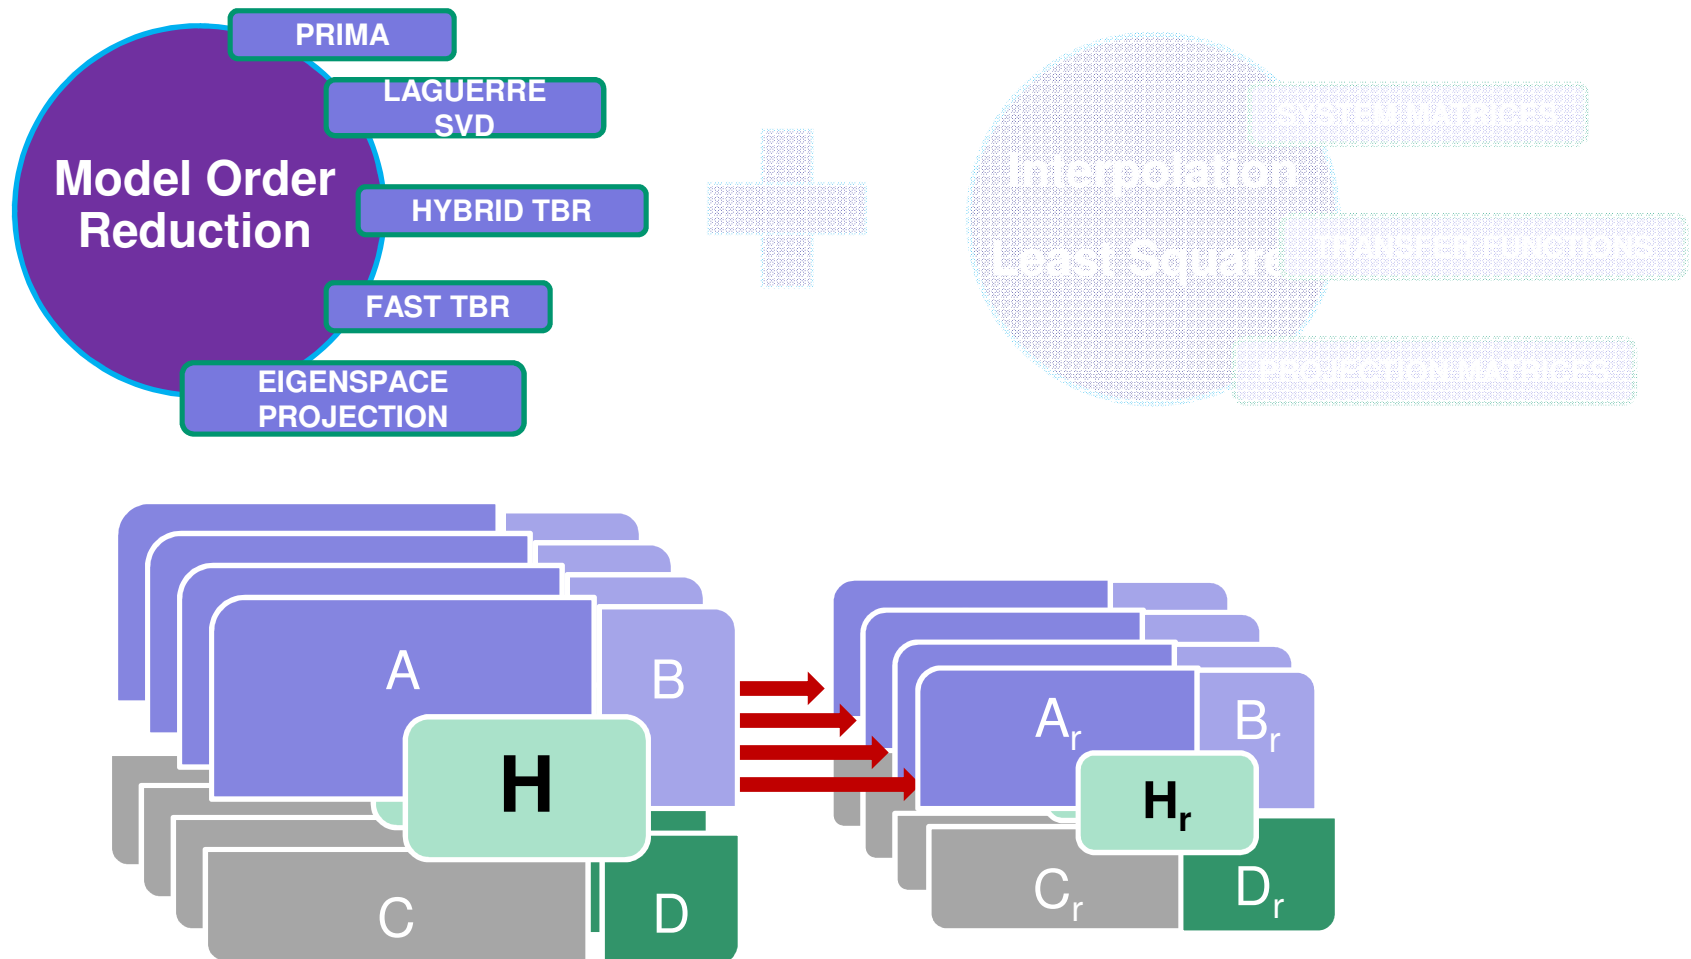 PRIMA
LAGUERRE
SVD
Model Order
Reduction
HYBRID TBR
FAST TBR
EIGENSPACE
PROJECTION
Interpolation
Least Square
SYSTEM MATRICES
TRANSFER FUNCTIONS
PROJECTION MATRICES
A
B
H
C
D
Ar
Br
Hr
Cr
Dr